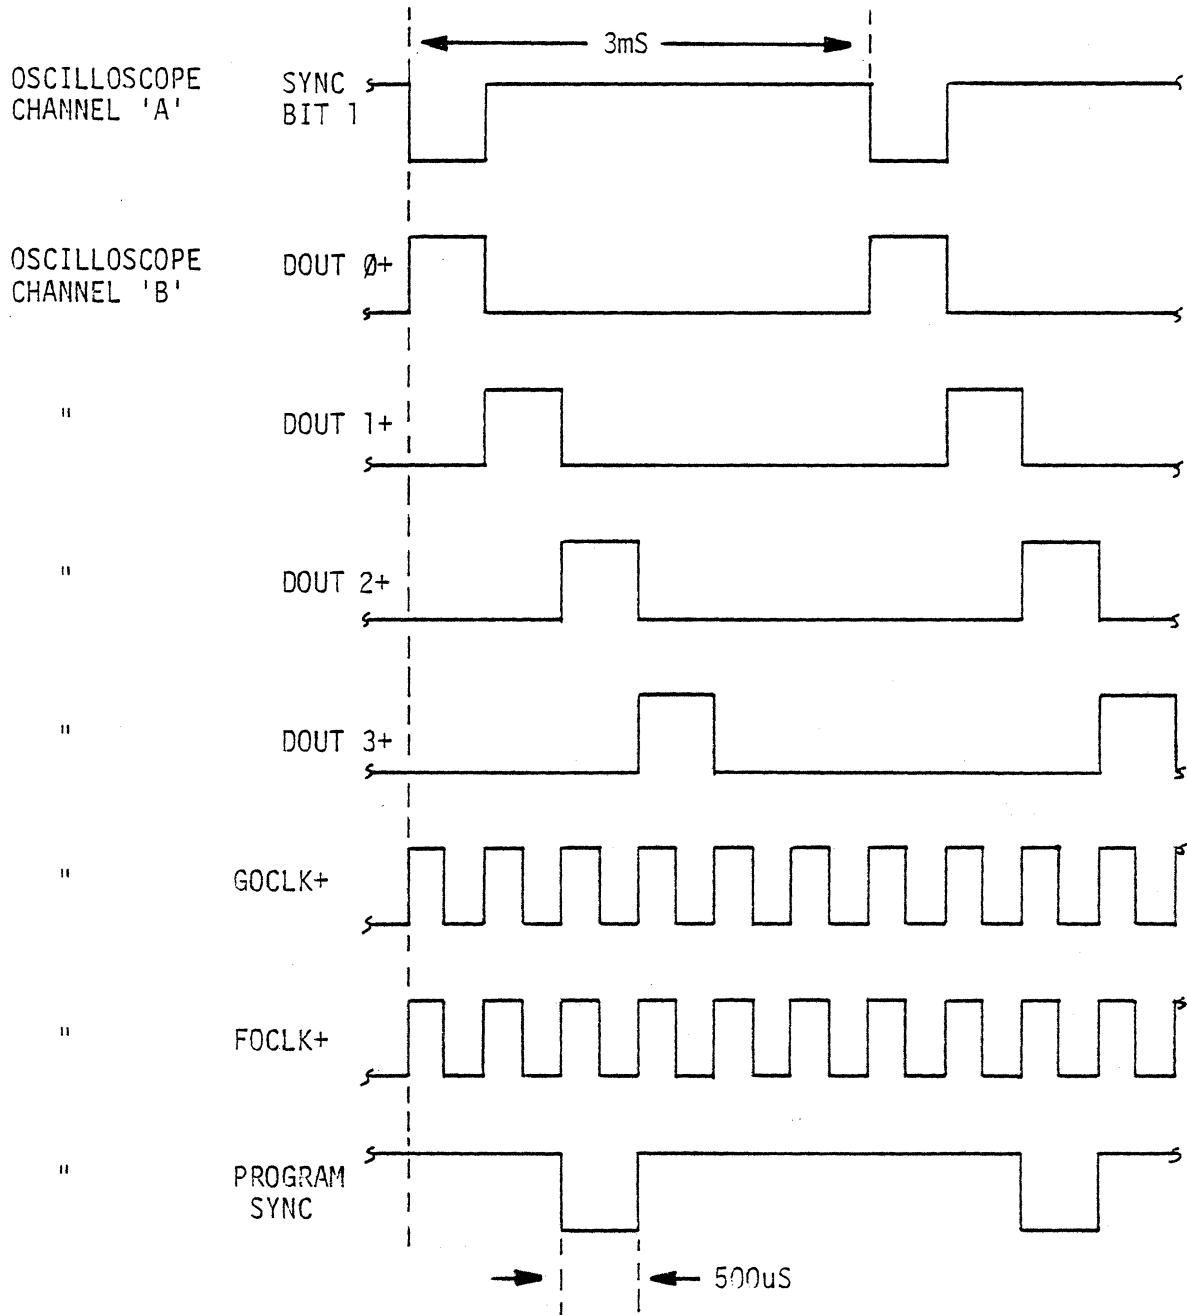 3mS
OSCILLOSCOPE CHANNEL 'A'
SYNC BIT 1
OSCILLOSCOPE CHANNEL 'B'
DOUT Ø+
" DOUT 1+
" DOUT 2+
" DOUT 3+
" GOCLK+
" FOCLK+
" PROGRAM SYNC
500uS